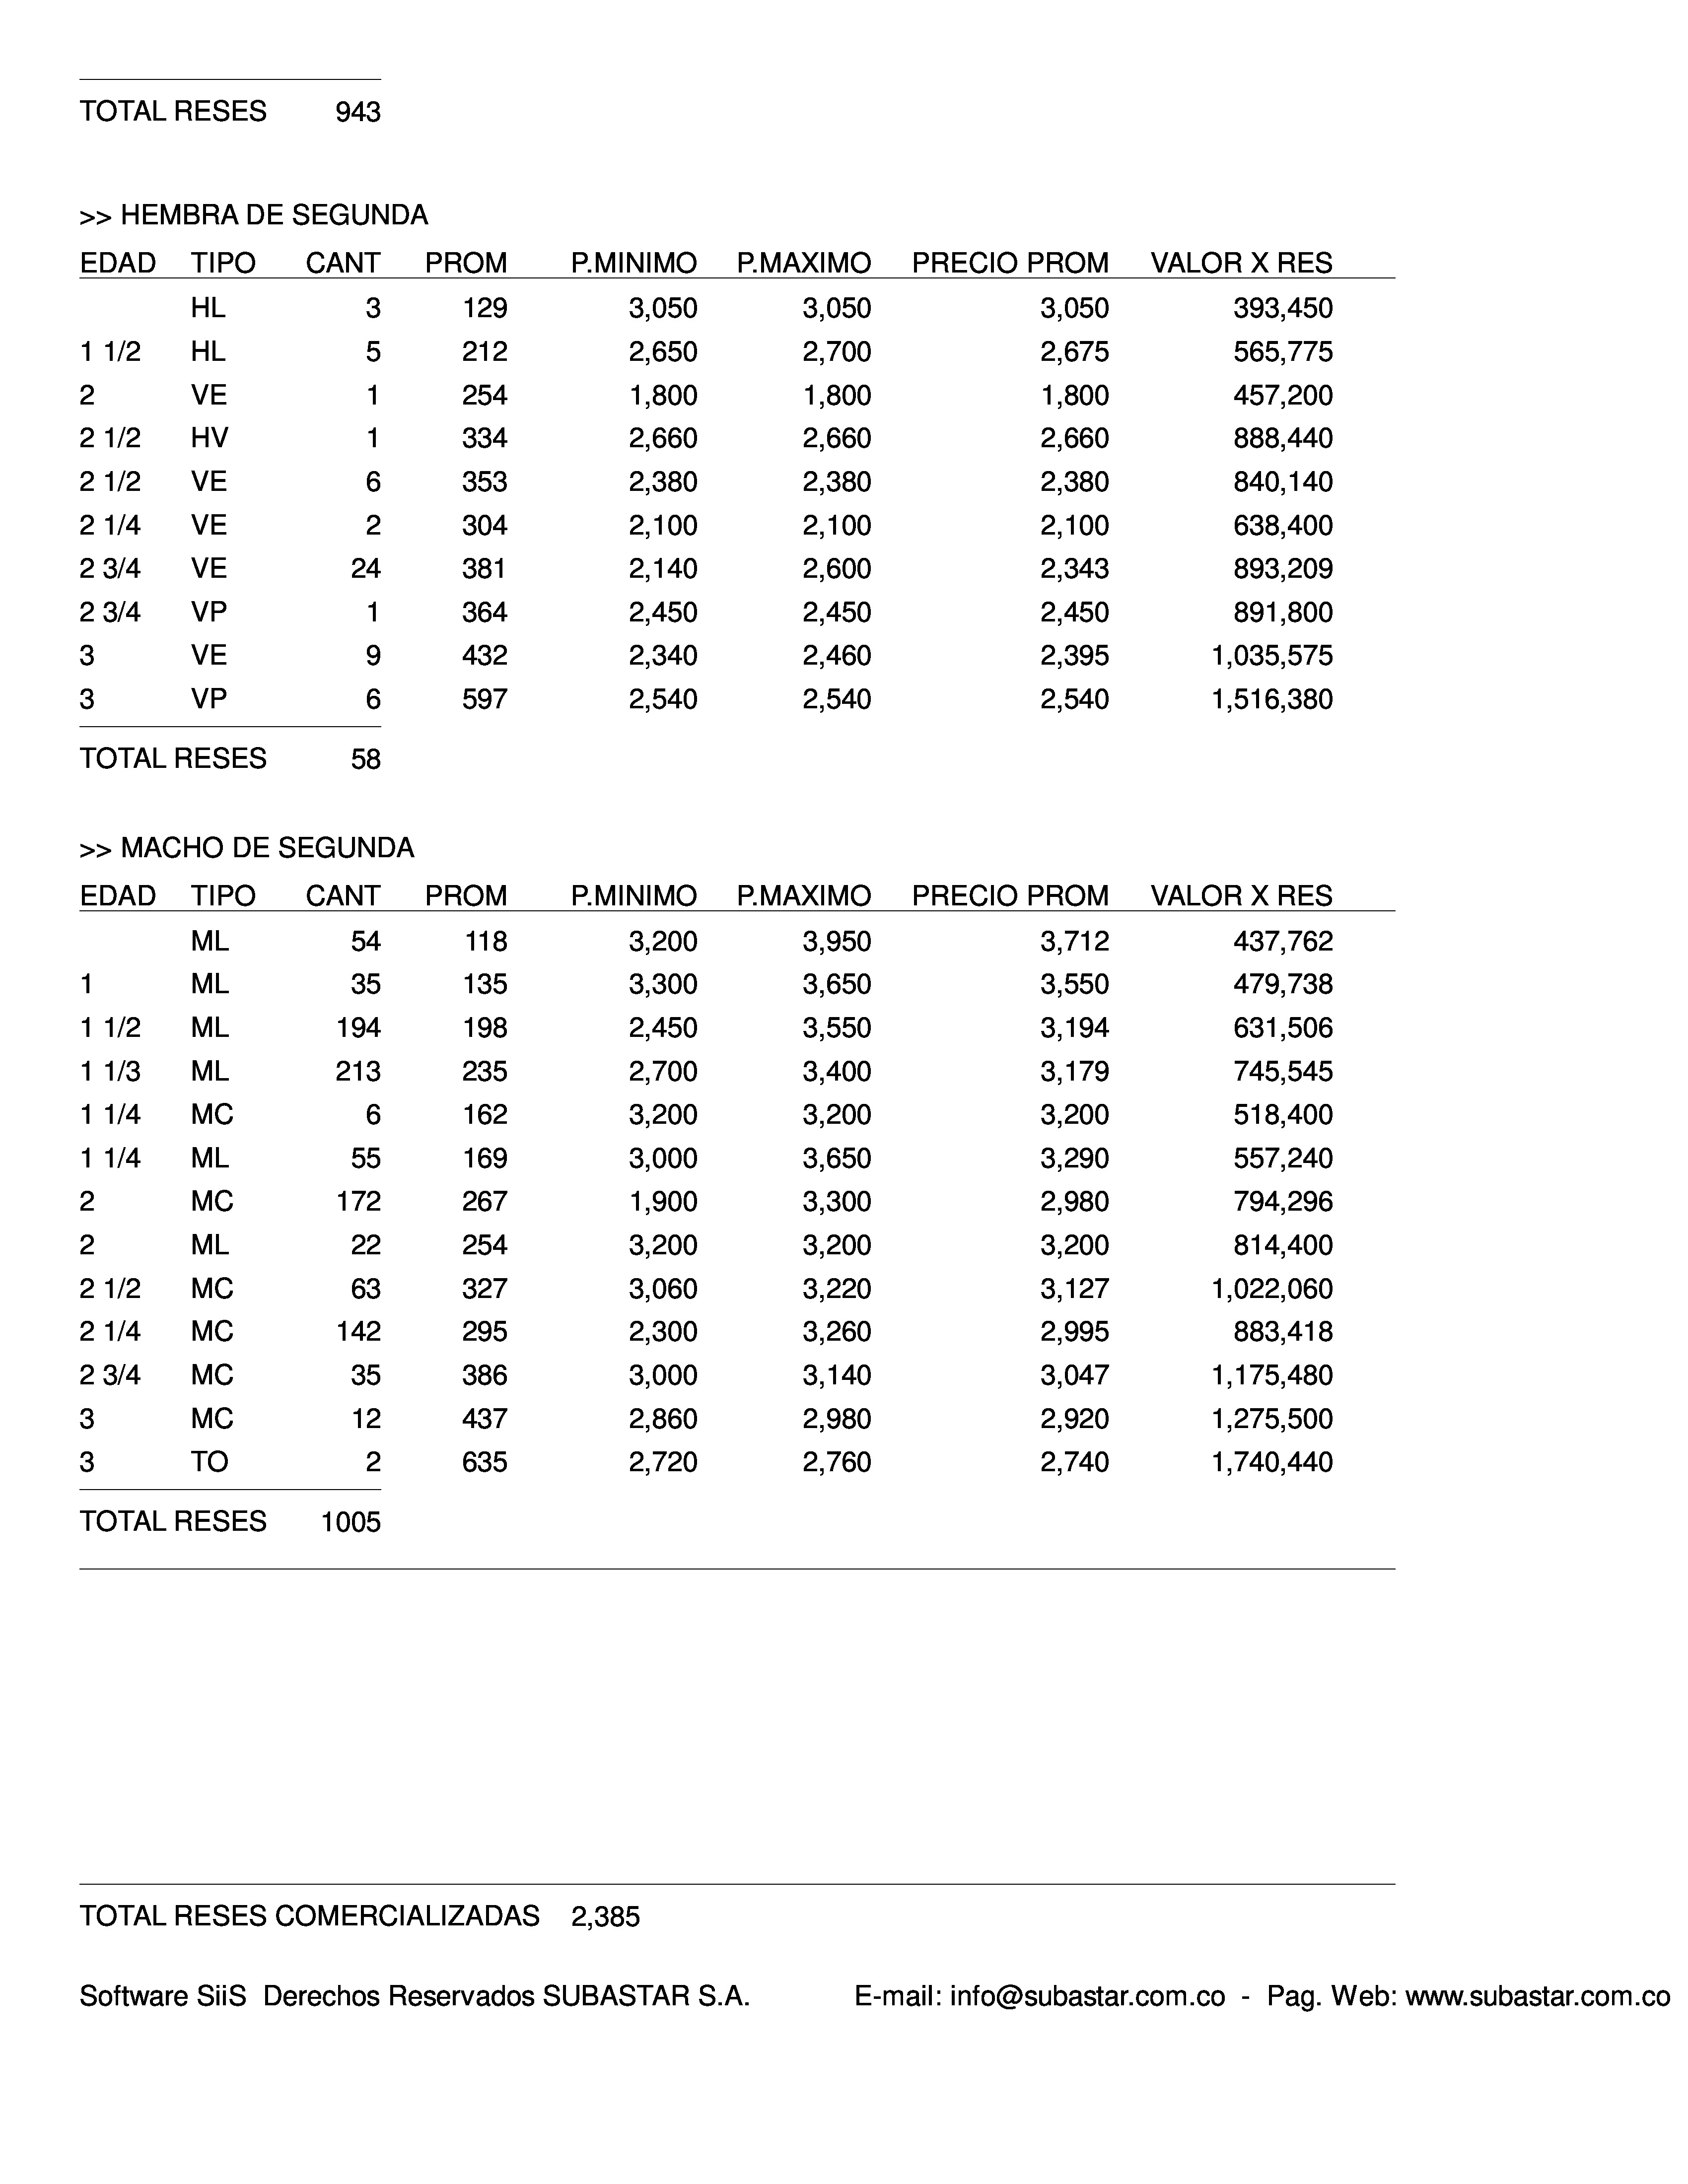 TOTAL RESES 943
>> HEMBRA DE SEGUNDA
EDAD TIPO CANT PROM P.MINIMO P.MAXIMO PRECIO PROM VALOR X RES
HL 3 129 3,050 3,050 3,050 393,450
1 1/2 HL 5 212 2,650 2,700 2,675 565,775
2 VE 1 254 1,800 1,800 1,800 457,200
2 1/2 HV 1 334 2,660 2,660 2,660 888,440
2 1/2 VE 6 353 2,380 2,380 2,380 840,140
2 1/4 VE 2 304 2,100 2,100 2,100 638,400
2 3/4 VE 24 381 2,140 2,600 2,343 893,209
2 3/4 VP 1 364 2,450 2,450 2,450 891,800
3 VE 9 432 2,340 2,460 2,395 1,035,575
3 VP 6 597 2,540 2,540 2,540 1,516,380
TOTAL RESES 58
>> MACHO DE SEGUNDA
EDAD TIPO CANT PROM P.MINIMO P.MAXIMO PRECIO PROM VALOR X RES
ML 54 118 3,200 3,950 3,712 437,762
1 ML 35 135 3,300 3,650 3,550 479,738
1 1/2 ML 194 198 2,450 3,550 3,194 631,506
1 1/3 ML 213 235 2,700 3,400 3,179 745,545
1 1/4 MC 6 162 3,200 3,200 3,200 518,400
1 1/4 ML 55 169 3,000 3,650 3,290 557,240
2 MC 172 267 1,900 3,300 2,980 794,296
2 ML 22 254 3,200 3,200 3,200 814,400
2 1/2 MC 63 327 3,060 3,220 3,127 1,022,060
2 1/4 MC 142 295 2,300 3,260 2,995 883,418
2 3/4 MC 35 386 3,000 3,140 3,047 1,175,480
3 MC 12 437 2,860 2,980 2,920 1,275,500
3 TO 2 635 2,720 2,760 2,740 1,740,440
TOTAL RESES 1005
TOTAL RESES COMERCIALIZADAS 2,385
Software SiiS Derechos Reservados SUBASTAR S.A. E-mail: info@subastar.com.co - Pag. Web: www.subastar.com.co